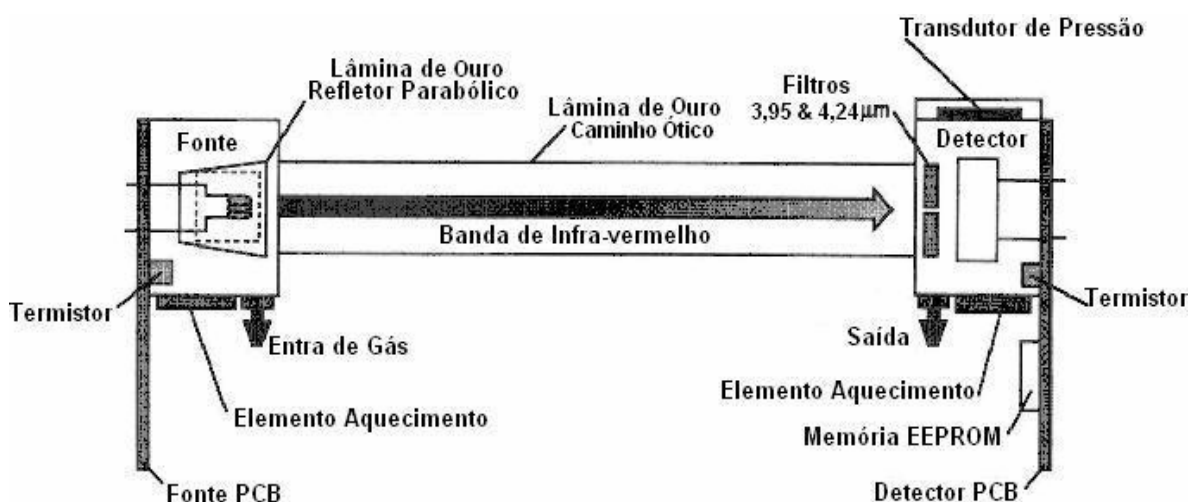 Transdutor de Pressão
Lâmina de Ouro
Refletor Parabólico
Filtros
3,95 & 4,24µm
Lâmina de Ouro
Caminho Ótico
Fonte
Detector
Banda de Infra-vermelho
Termistor
Termistor
Entra de Gás
Saída
Elemento Aquecimento
Elemento Aquecimento
Memória EEPROM
Fonte PCB
Detector PCB